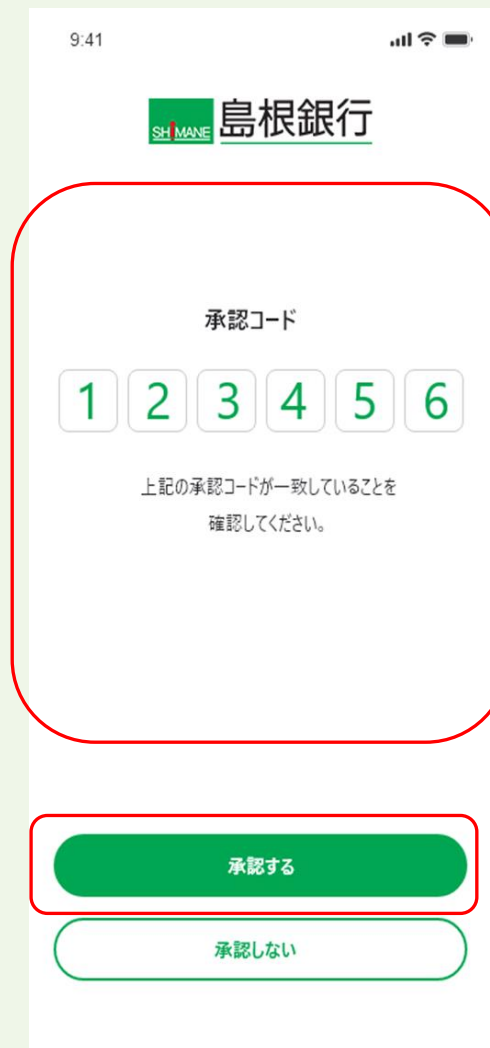 9:41
SHIMANE 島根銀行
承認コード
1 2 3 4 5 6
上記の承認コードが一致していることを
確認してください。
承認する
承認しない